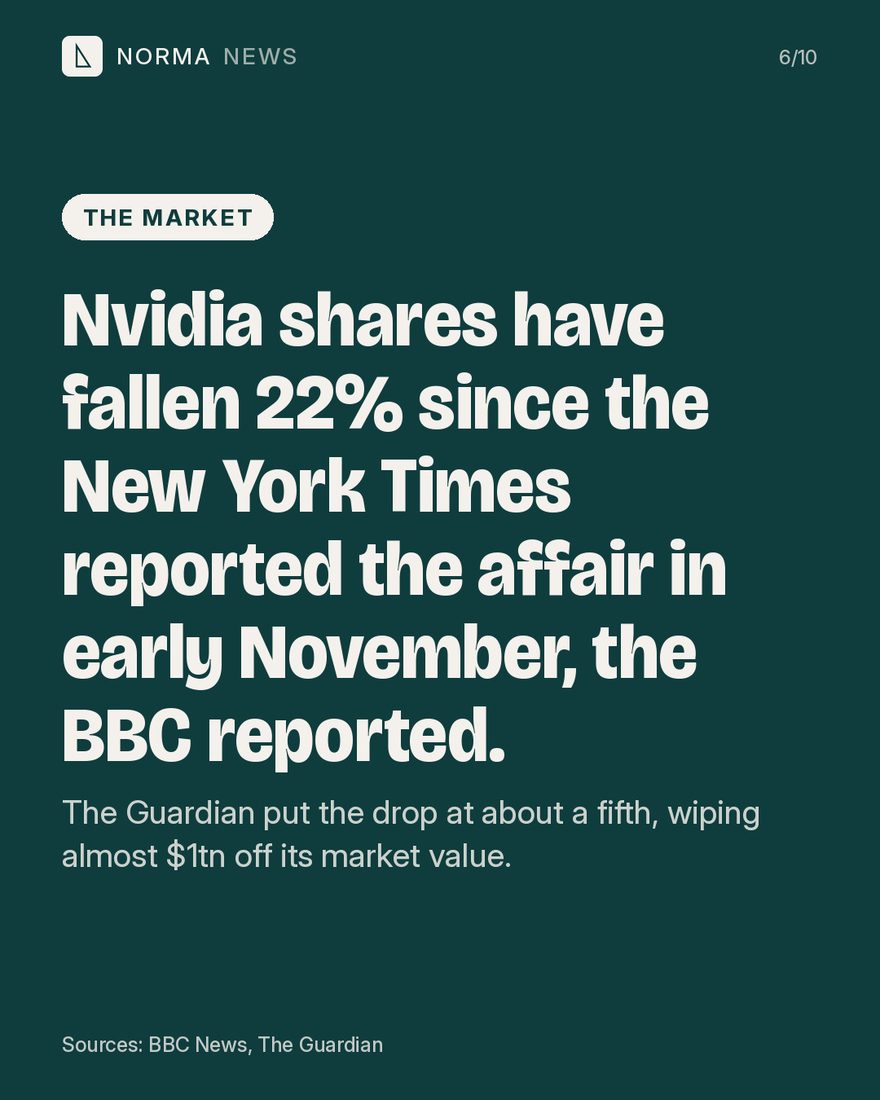 NORMA NEWS
6/10
THE MARKET
Nvidia shares have
fallen 22% since the
New York Times
reported the affair in
early November, the
BBC reported.
The Guardian put the drop at about a fifth, wiping
almost $1tn off its market value.
Sources: BBC News, The Guardian